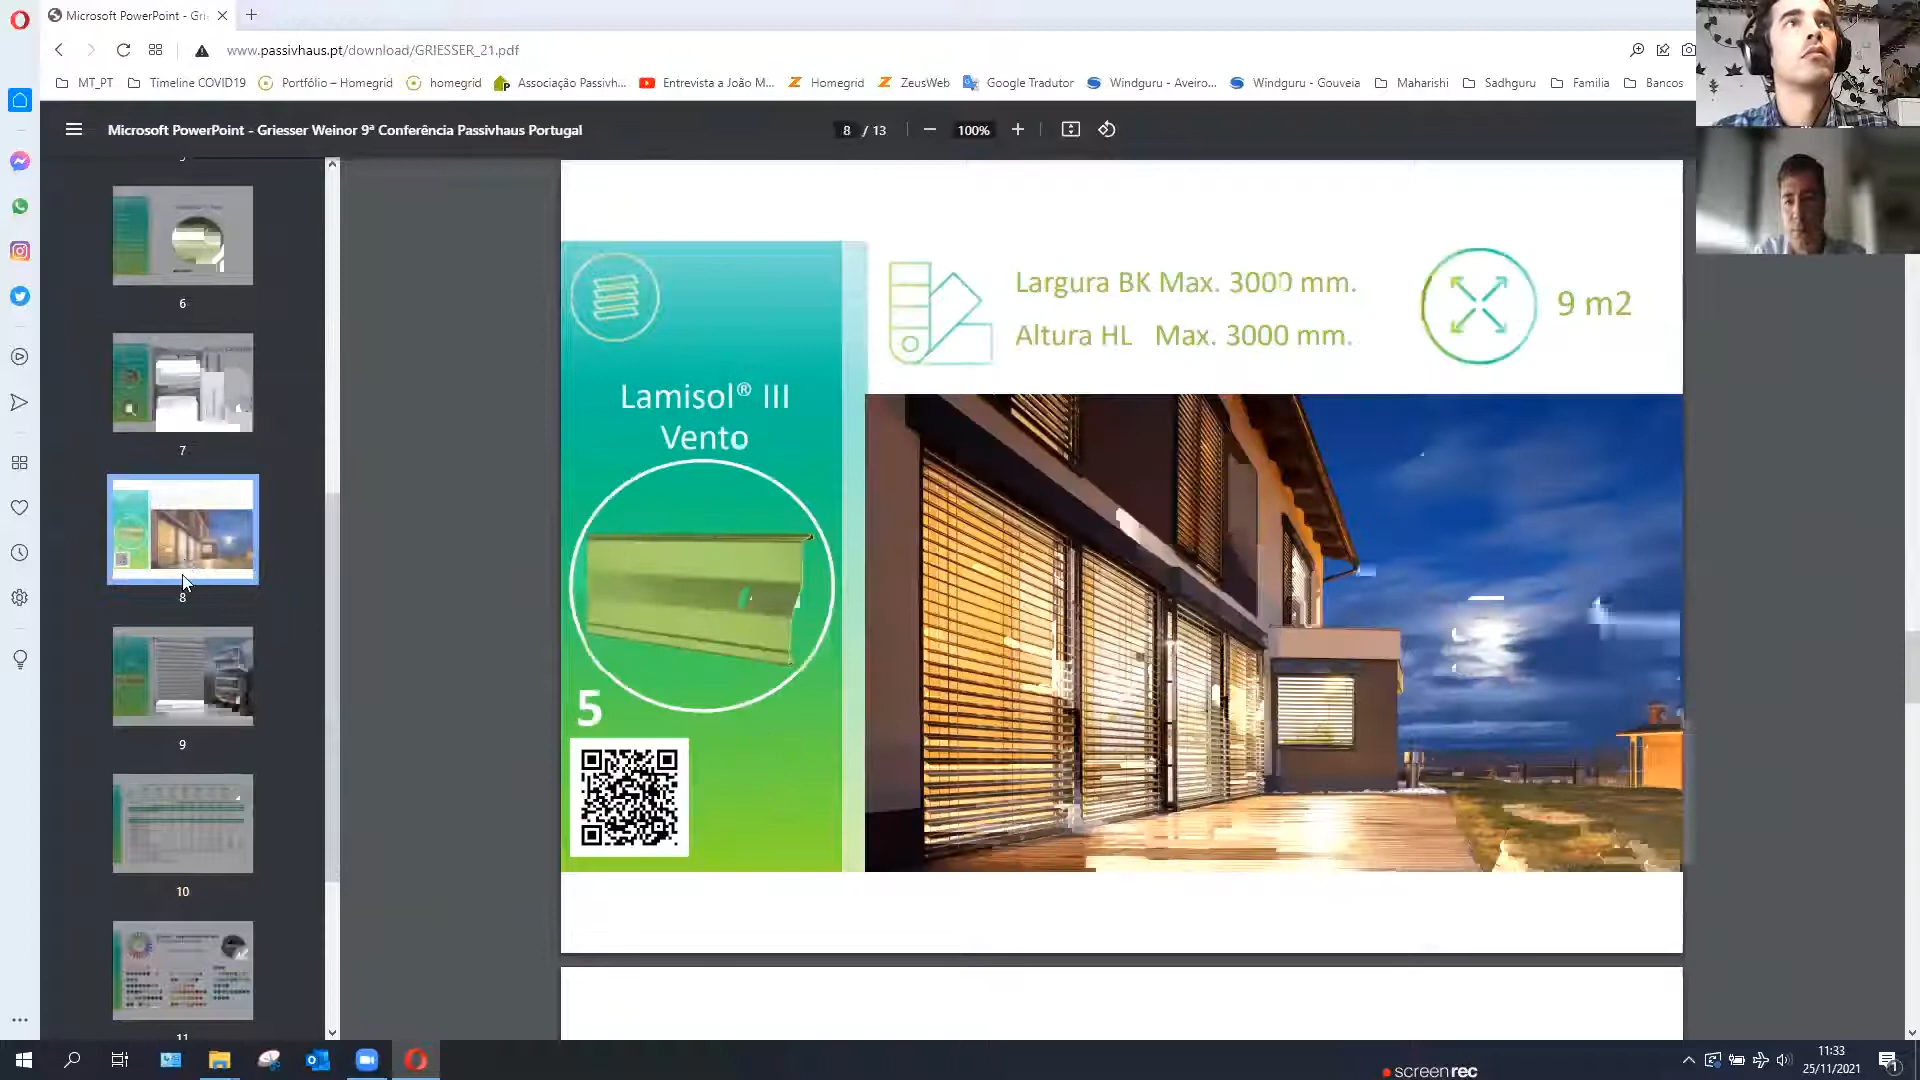 Microsoft PowerPoint - Gri
www.passivhaus.pt/download/GRIESSER_21.pdf
MT_PT
Timeline COVID19
Portfólio – Homegrid
homegrid
Associação Passivh...
Entrevista a João M...
Homegrid
ZeusWeb
Google Tradutor
Windguru - Aveiro...
Windguru - Gouveia
Maharishi
Sadhguru
Familia
Bancos
Microsoft PowerPoint - Griesser Weinor 9ª Conferência Passivhaus Portugal
8 / 13
100%
6
7
8
9
10
11
Largura BK Max. 3000 mm.
Altura HL Max. 3000 mm.
9 m2
Lamisol® III
Vento
5
11:33
25/11/2021
1
screenrec